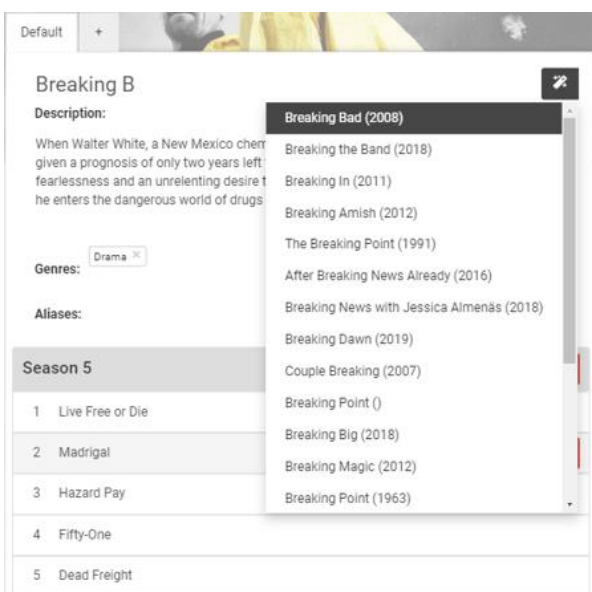 Default +
Breaking B
Description:
When Walter White, a New Mexico chem
given a prognosis of only two years left
fearlessness and an unrelenting desire t
he enters the dangerous world of drugs
Genres: Drama ×
Aliases:
Breaking Bad (2008)
Breaking the Band (2018)
Breaking In (2011)
Breaking Amish (2012)
The Breaking Point (1991)
After Breaking News Already (2016)
Breaking News with Jessica Almenäs (2018)
Breaking Dawn (2019)
Couple Breaking (2007)
Breaking Point ()
Breaking Big (2018)
Breaking Magic (2012)
Breaking Point (1963)
Season 5
1 Live Free or Die
2 Madrigal
3 Hazard Pay
4 Fifty-One
5 Dead Freight